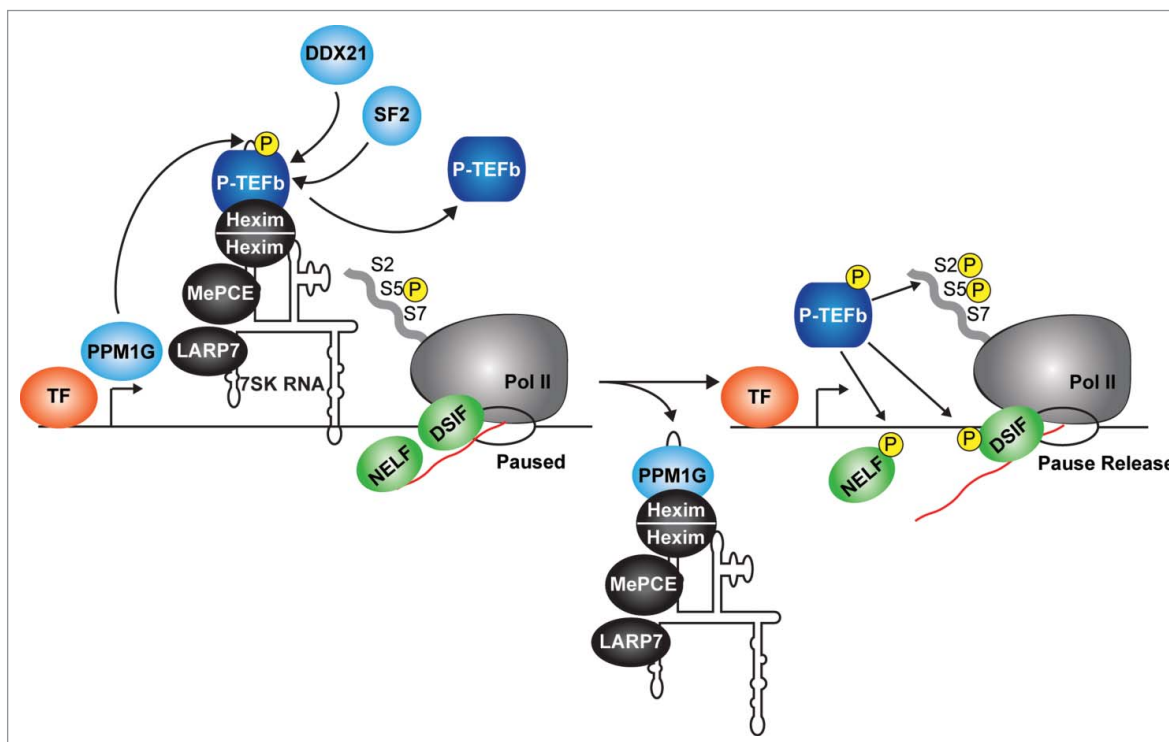 DDX21
SF2
P
P-TEFb
P-TEFb
Hexim
Hexim
MePCE
LARP7
7SK RNA
PPM1G
TF
S2
S5 P
S7
Pol II
DSIF
NELF
Paused
PPM1G
Hexim
Hexim
MePCE
LARP7
TF
P
P-TEFb
S2 P
S5 P
S7
Pol II
P
DSIF
P
NELF
Pause Release